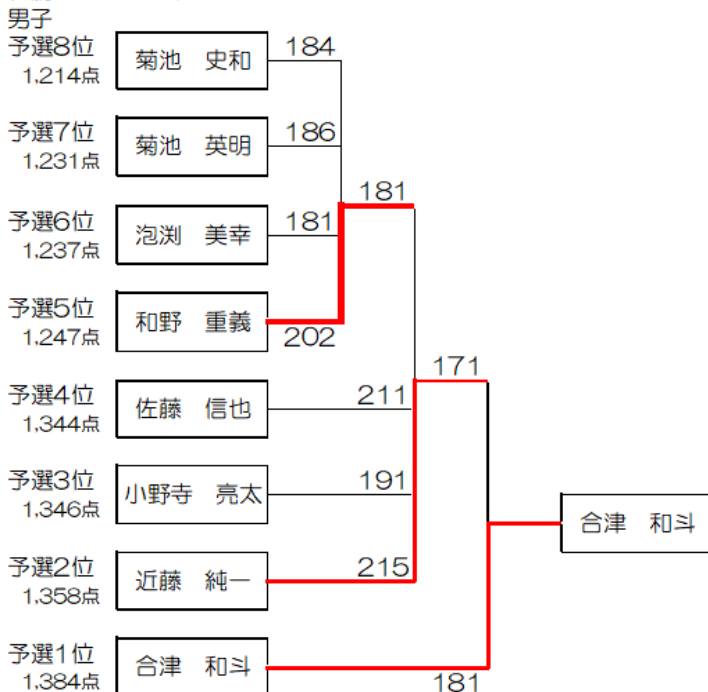 男子
予選8位
1,214点
菊池 史和
184
予選7位
1,231点
菊池 英明
186
181
予選6位
1,237点
泡渕 美幸
181
予選5位
1,247点
和野 重義
202
171
予選4位
1,344点
佐藤 信也
211
予選3位
1,346点
小野寺 亮太
191
合津 和斗
予選2位
1,358点
近藤 純一
215
予選1位
1,384点
合津 和斗
181